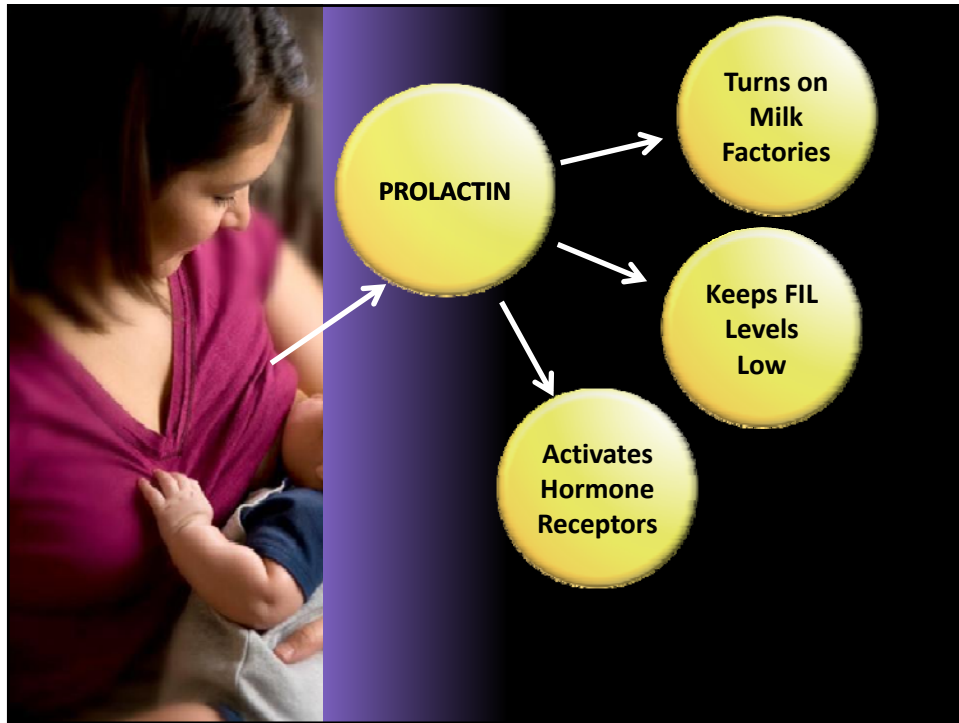 PROLACTIN
Turns on
Milk
Factories
Keeps FIL
Levels
Low
Activates
Hormone
Receptors